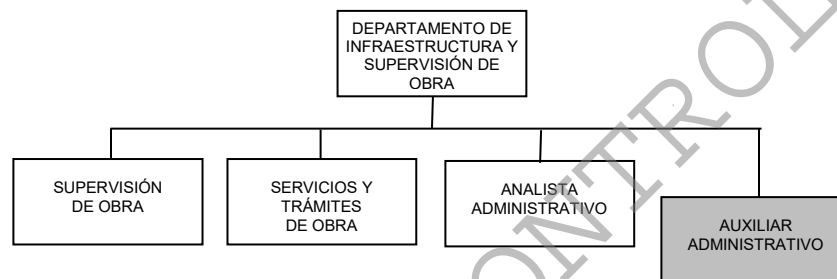 DEPARTAMENTO DE
INFRAESTRUCTURA Y
SUPERVISIÓN DE
OBRA
SUPERVISIÓN
DE OBRA
SERVICIOS Y
TRÁMITES
DE OBRA
ANALISTA
ADMINISTRATIVO
AUXILIAR
ADMINISTRATIVO